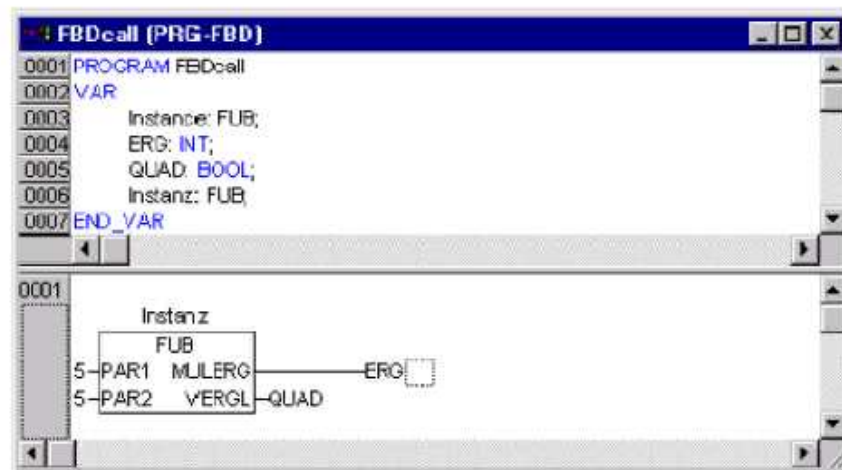 FBDcall (PRG-FBD)
0001 PROGRAM FBDcall
0002 VAR
0003 Instance: FUB;
0004 ERG: INT;
0005 QUAD: BOOL;
0006 Instanz: FUB;
0007 END_VAR
0001
Instanz
FUB
5 PAR1 MULERG ERG
5 PAR2 VERGL QUAD